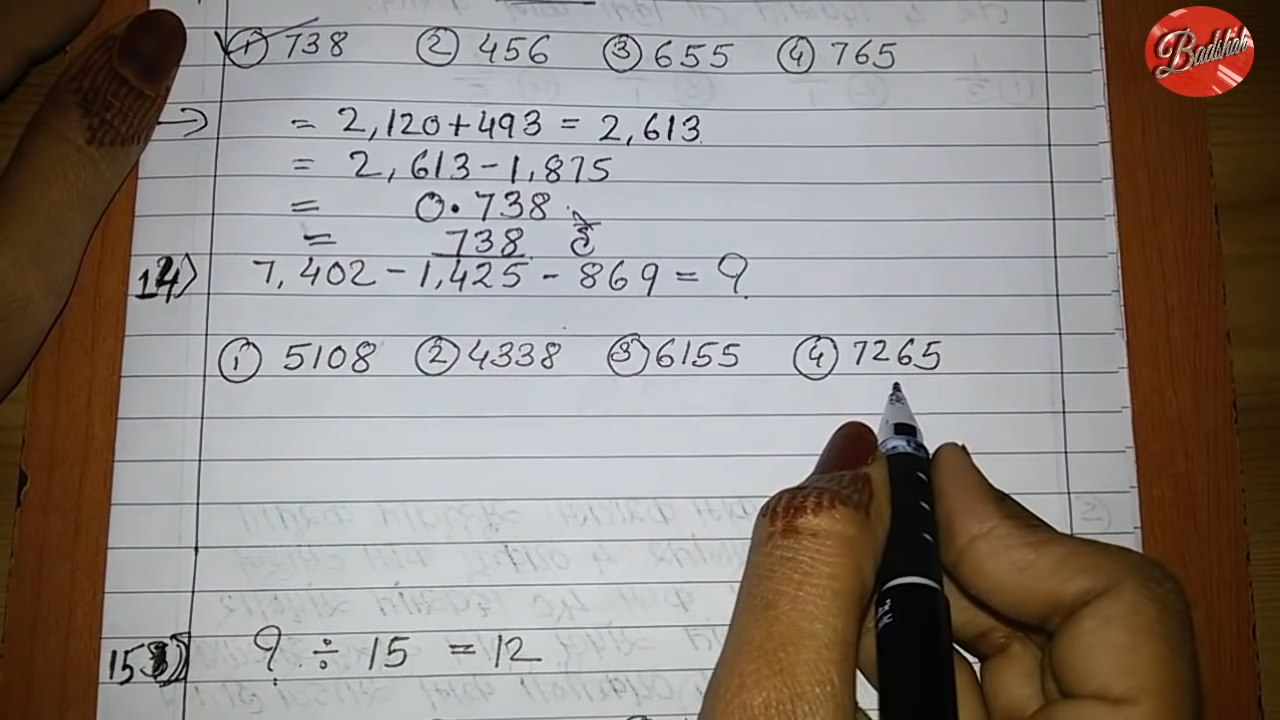 ① 738 ② 456 ③ 655 ④ 765
Badshah
→ = 2,120+493 = 2,613
= 2,613-1,875
= 0.738
= 738 है
14) 7,402-1,425-869 = ?
① 5108 ② 4338 ③ 6155 ④ 7265
15) ? ÷ 15 = 12